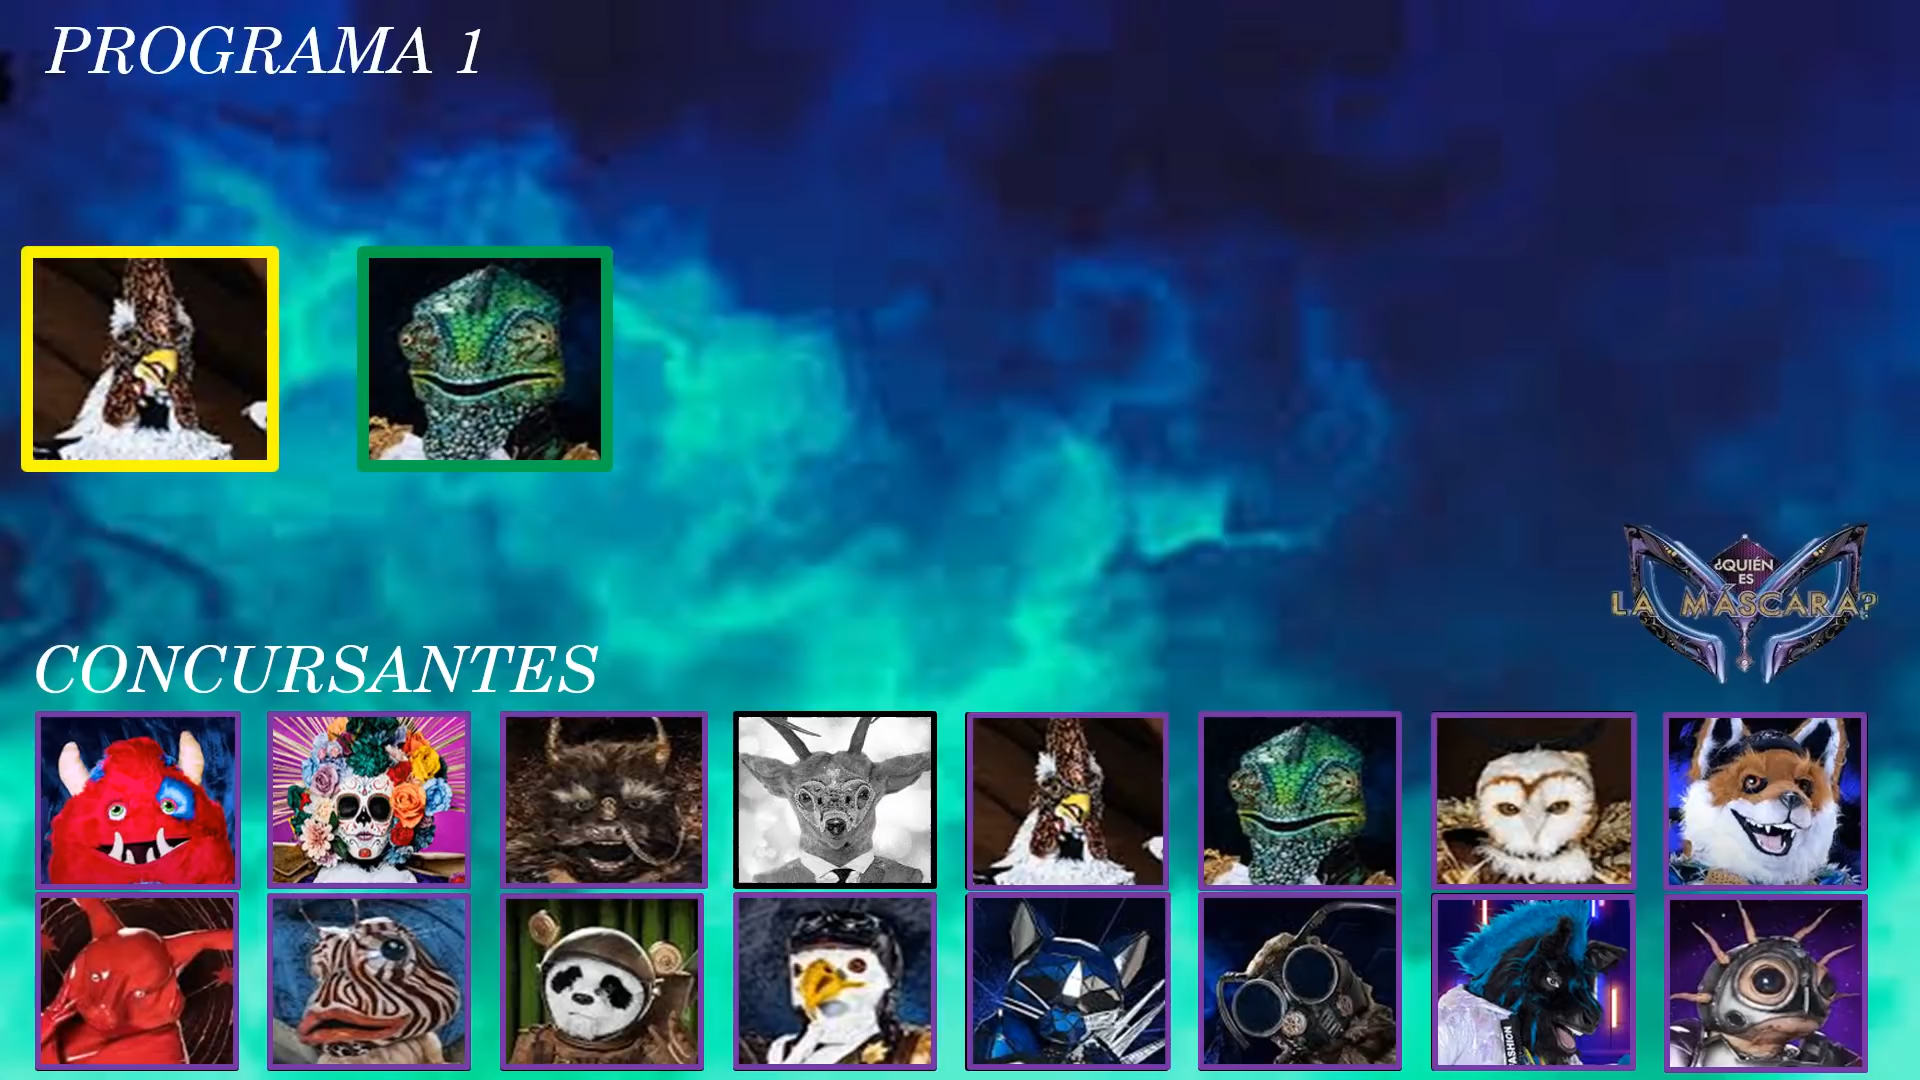 PROGRAMA 1
¿QUIÉN
ES
LA MÁSCARA?
CONCURSANTES
FASHION